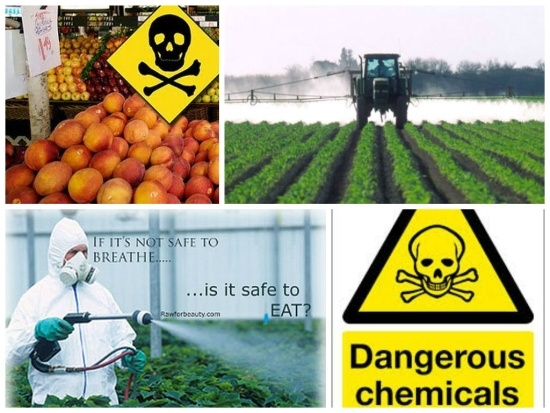 IF IT'S NOT SAFE TO
BREATHE.....
...is it safe to
EAT?
Rawforbeauty.com
Dangerous
chemicals